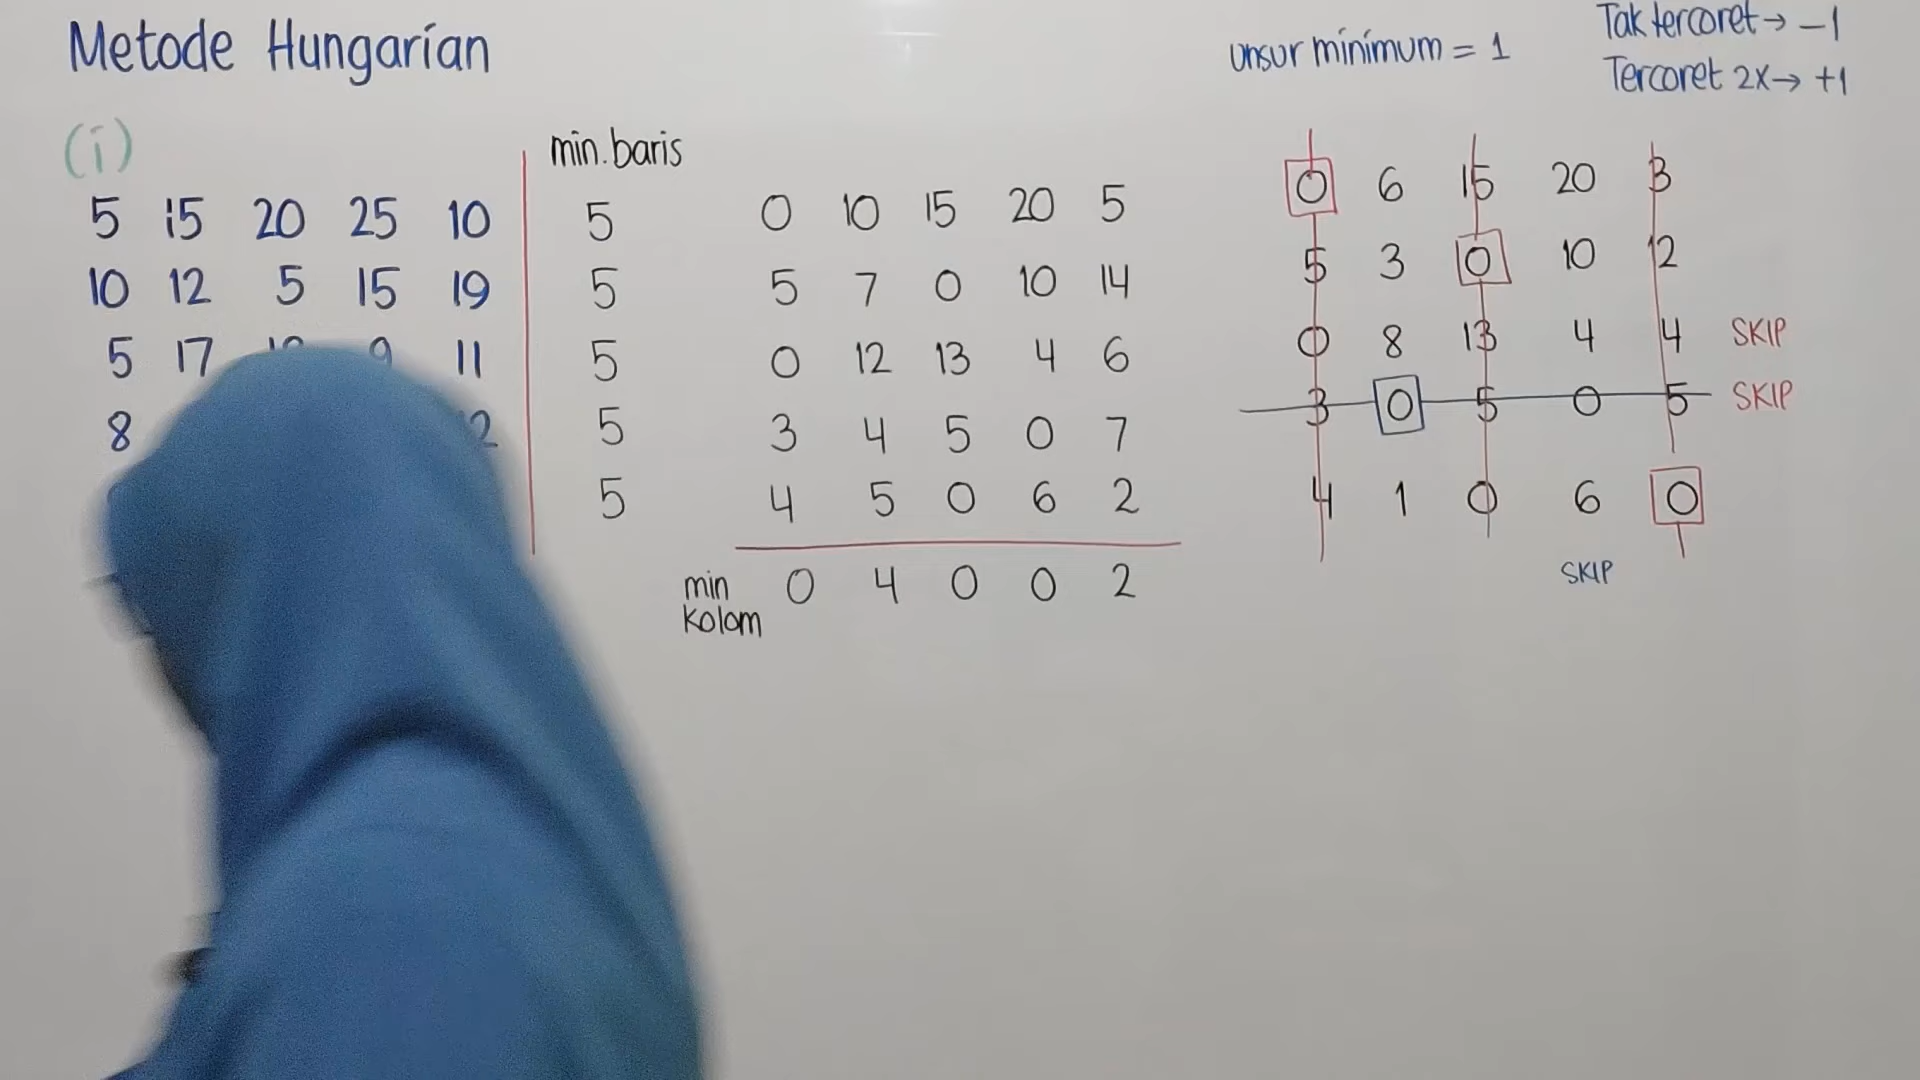 Metode Hungarian
unsur minimum = 1
Tak tercoret → -1
Tercoret 2x → +1
(i)
min. baris
5 15 20 25 10
10 12 5 15 19
5 17 9 11
8
5
5
5
5
5
0 10 15 20 5
5 7 0 10 14
0 12 13 4 6
3 4 5 0 7
4 5 0 6 2
min kolom 0 4 0 0 2
0 6 15 20 3
5 3 0 10 12
0 8 13 4 4 SKIP
3 0 5 0 5 SKIP
4 1 0 6 0
SKIP